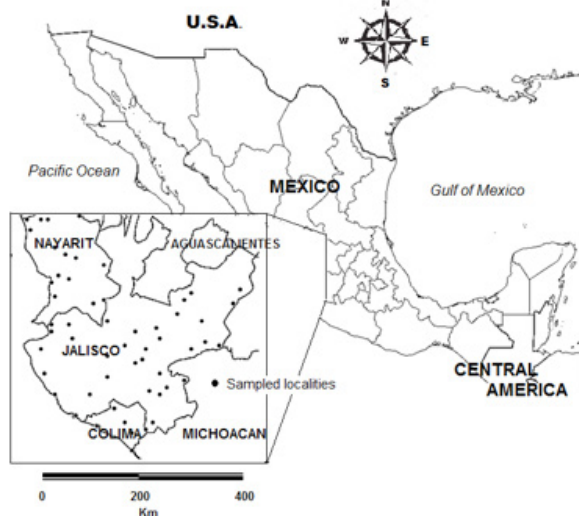 U.S.A.
N
W
E
S
Pacific Ocean
MEXICO
Gulf of Mexico
NAYARIT
AGUASCALIENTES
JALISCO
Sampled localities
COLIMA
MICHOACAN
CENTRAL
AMERICA
0
200
400
Km